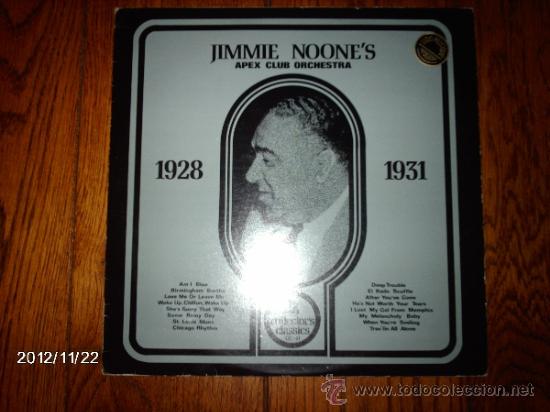 JIMMIE NOONE'S
APEX CLUB ORCHESTRA
1928
1931
Am I Blue
Birmingham Bertha
Love Me Or Leave Me
Wake Up, Chillun, Wake Up
She's Funny That Way
Some Rainy Day
St. Louis Blues
Chicago Rhythm
Deep Trouble
El Rado Scuffle
After You've Gone
He's Not Worth Your Tears
I Lost My Gal From Memphis
My Melancholy Baby
When You're Smiling
Trav'lin All Alone
collector's
classics
2012/11/22
todocoleccion.net